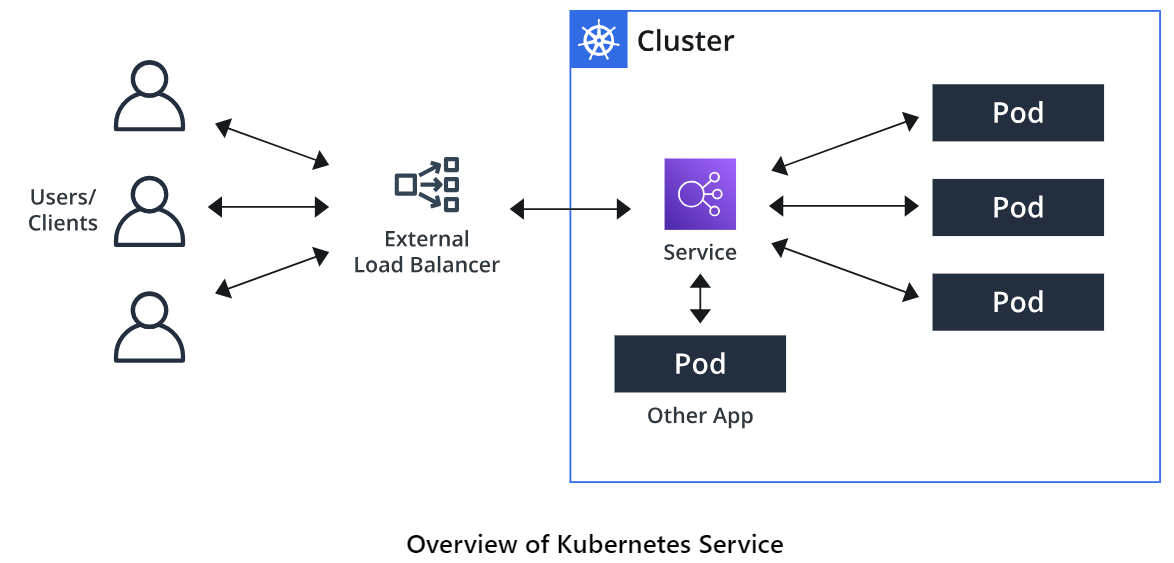 Cluster
Pod
Users/
Clients
External
Load Balancer
Service
Pod
Pod
Pod
Other App
Overview of Kubernetes Service